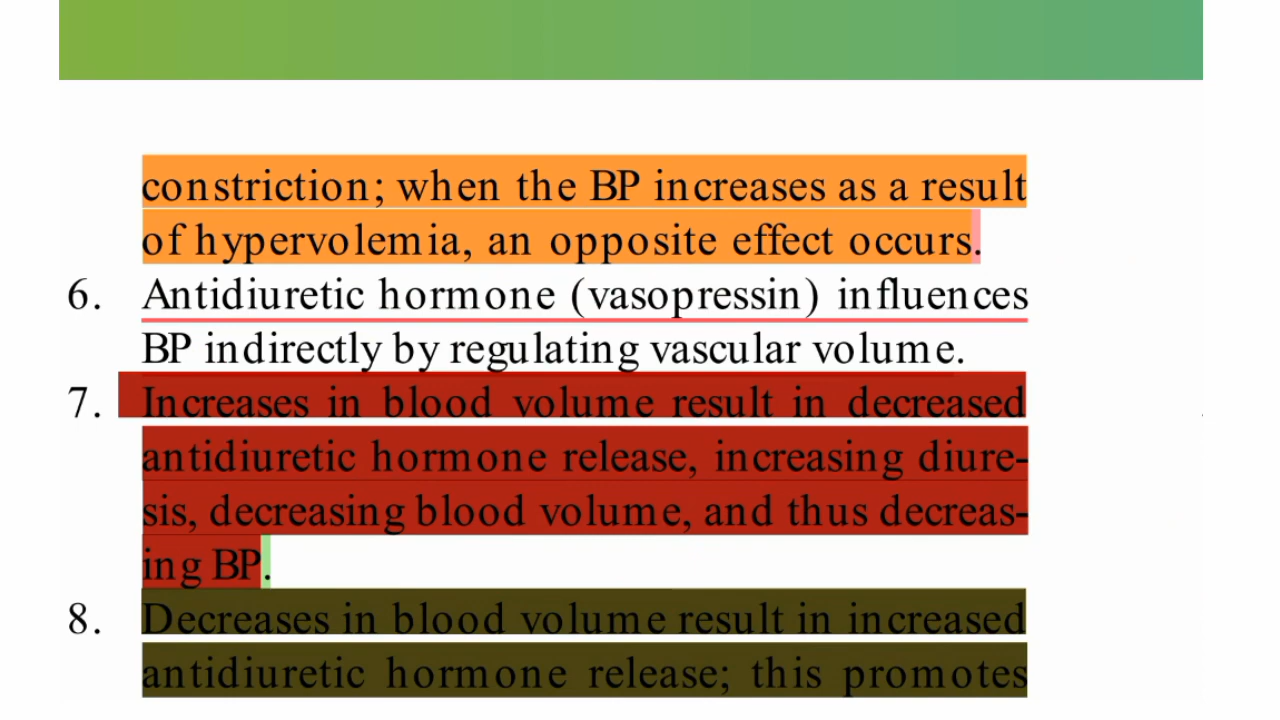 constriction; when the BP increases as a result
of hypervolemia, an opposite effect occurs.
6. Antidiuretic hormone (vasopressin) influences
BP indirectly by regulating vascular volume.
7. Increases in blood volume result in decreased
antidiuretic hormone release, increasing diure-
sis, decreasing blood volume, and thus decreas-
ing BP.
8. Decreases in blood volume result in increased
antidiuretic hormone release; this promotes